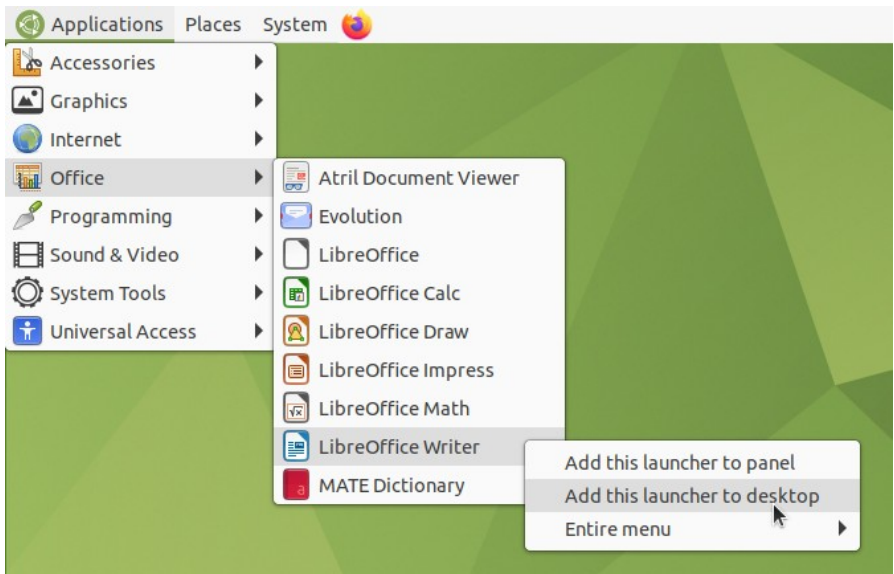 Applications Places System
Accessories
Graphics
Internet
Office
Programming
Sound & Video
System Tools
Universal Access
Atril Document Viewer
Evolution
LibreOffice
LibreOffice Calc
LibreOffice Draw
LibreOffice Impress
LibreOffice Math
LibreOffice Writer
MATE Dictionary
Add this launcher to panel
Add this launcher to desktop
Entire menu